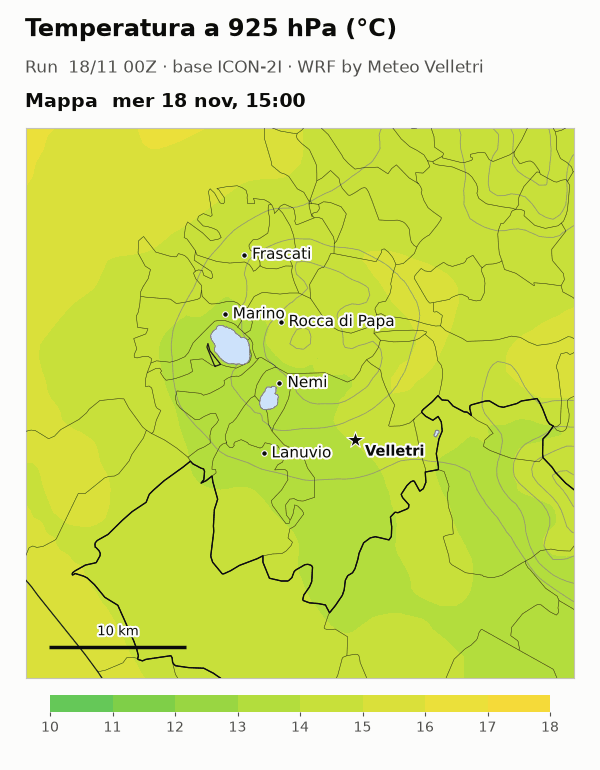 Temperatura a 925 hPa (°C)
Run  18/11 00Z · base ICON-2I · WRF by Meteo Velletri
Mappa  mer 18 nov, 15:00
Frascati
Marino
Rocca di Papa
Nemi
Velletri
Lanuvio
10 km
10 11 12 13 14 15 16 17 18